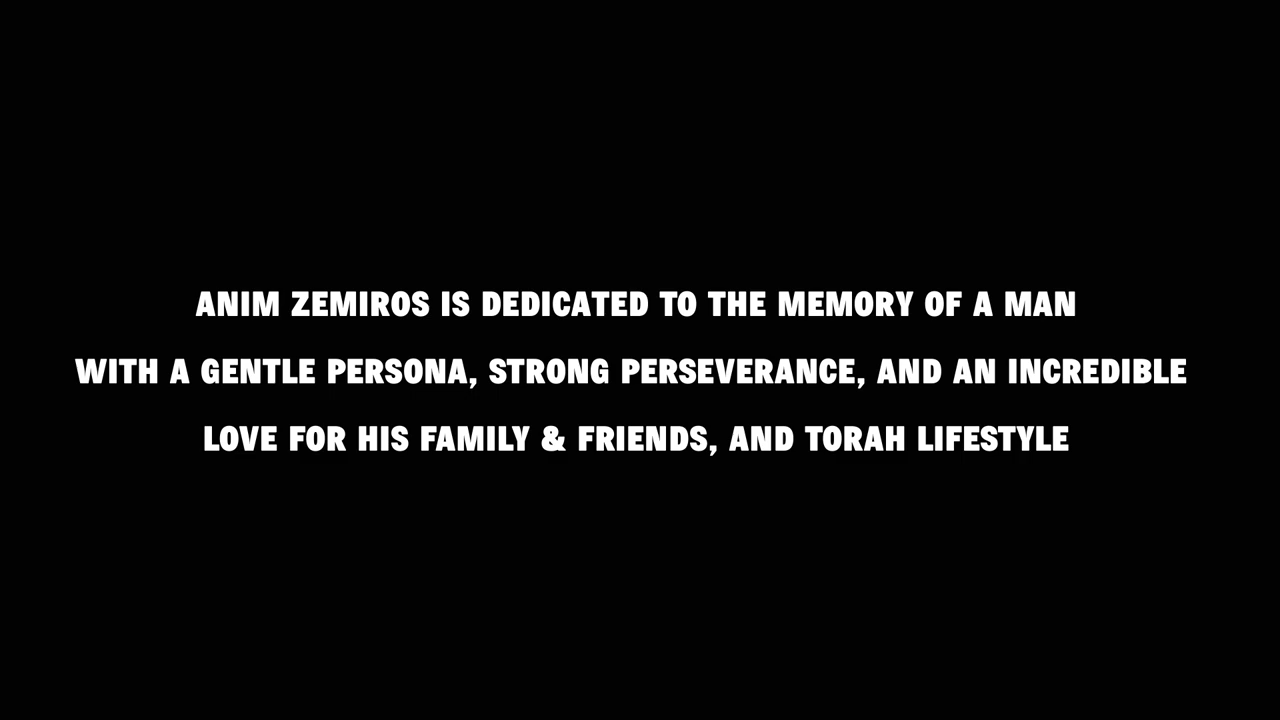 ANIM ZEMIROS IS DEDICATED TO THE MEMORY OF A MAN
WITH A GENTLE PERSONA, STRONG PERSEVERANCE, AND AN INCREDIBLE
LOVE FOR HIS FAMILY & FRIENDS, AND TORAH LIFESTYLE